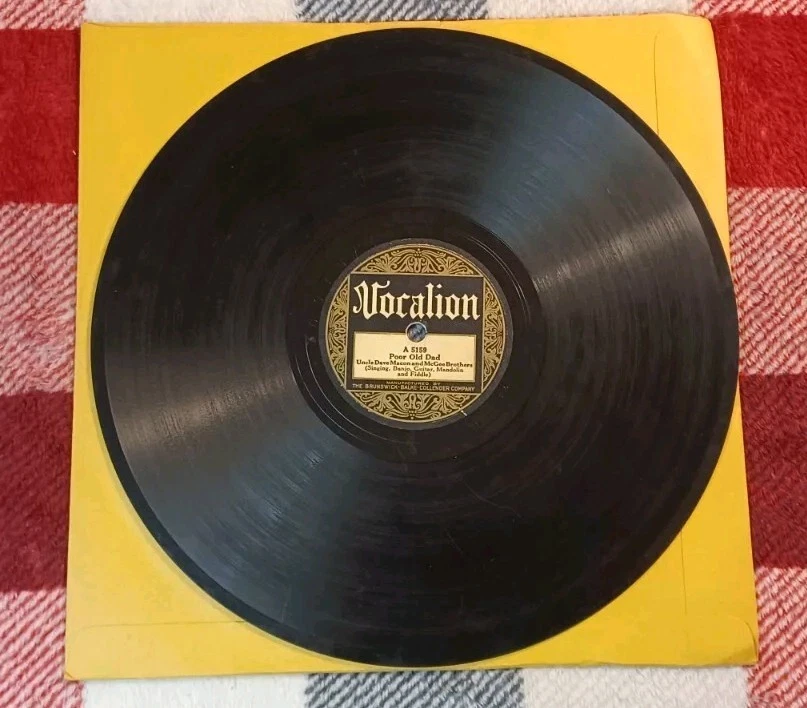 Vocalion
A 5159
Poor Old Dad
Uncle Dave Macon and McGee Brothers
(Singing, Banjo, Guitar, Mandolin
and Fiddle)
MANUFACTURED BY
THE BRUNSWICK-BALKE-COLLENDER COMPANY